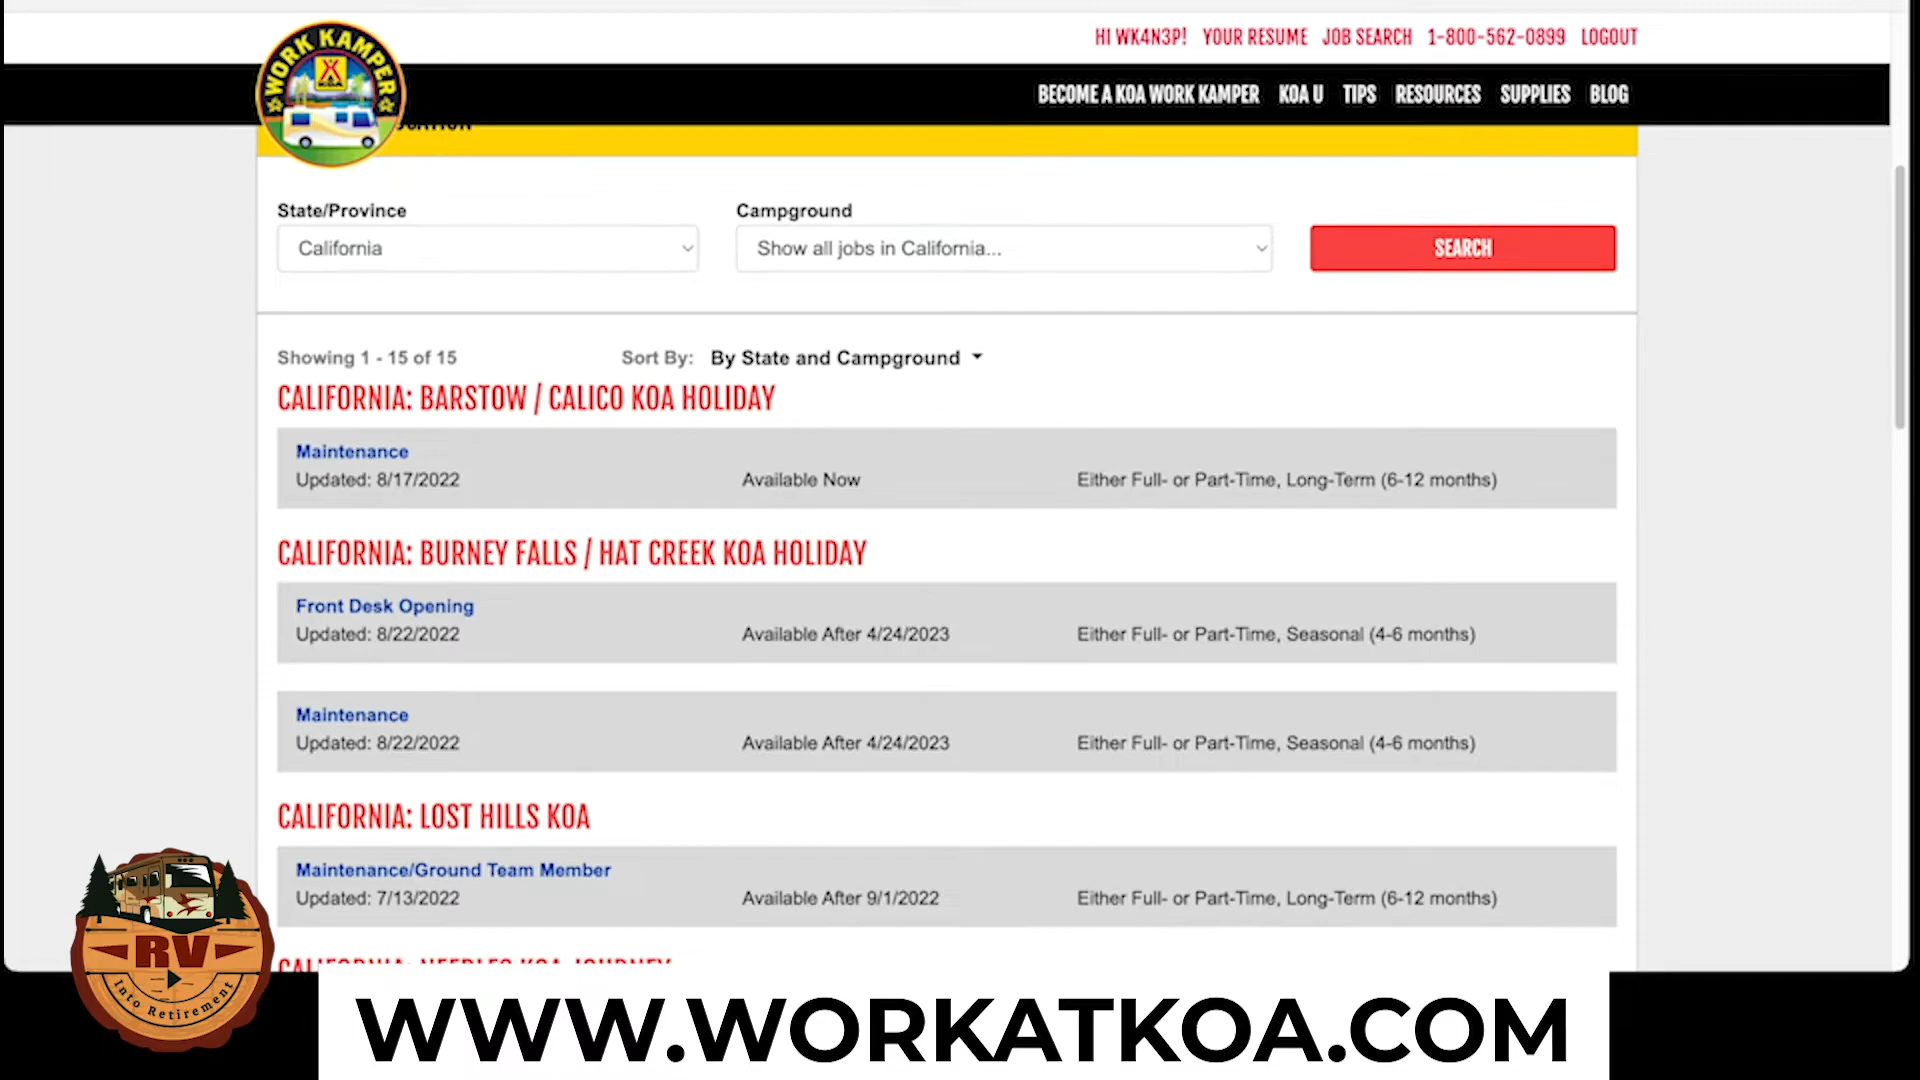 HI WK4N3P! YOUR RESUME JOB SEARCH 1-800-562-0899 LOGOUT
WORK KAMPER
KOA
BECOME A KOA WORK KAMPER KOA U TIPS RESOURCES SUPPLIES BLOG
State/Province
Campground
California
Show all jobs in California...
SEARCH
Showing 1 - 15 of 15
Sort By: By State and Campground
CALIFORNIA: BARSTOW / CALICO KOA HOLIDAY
Maintenance
Updated: 8/17/2022 Available Now Either Full- or Part-Time, Long-Term (6-12 months)
CALIFORNIA: BURNEY FALLS / HAT CREEK KOA HOLIDAY
Front Desk Opening
Updated: 8/22/2022 Available After 4/24/2023 Either Full- or Part-Time, Seasonal (4-6 months)
Maintenance
Updated: 8/22/2022 Available After 4/24/2023 Either Full- or Part-Time, Seasonal (4-6 months)
CALIFORNIA: LOST HILLS KOA
Maintenance/Ground Team Member
Updated: 7/13/2022 Available After 9/1/2022 Either Full- or Part-Time, Long-Term (6-12 months)
CALIFORNIA: NEEDLES KOA JOURNEY
RV
Into Retirement
WWW.WORKATKOA.COM